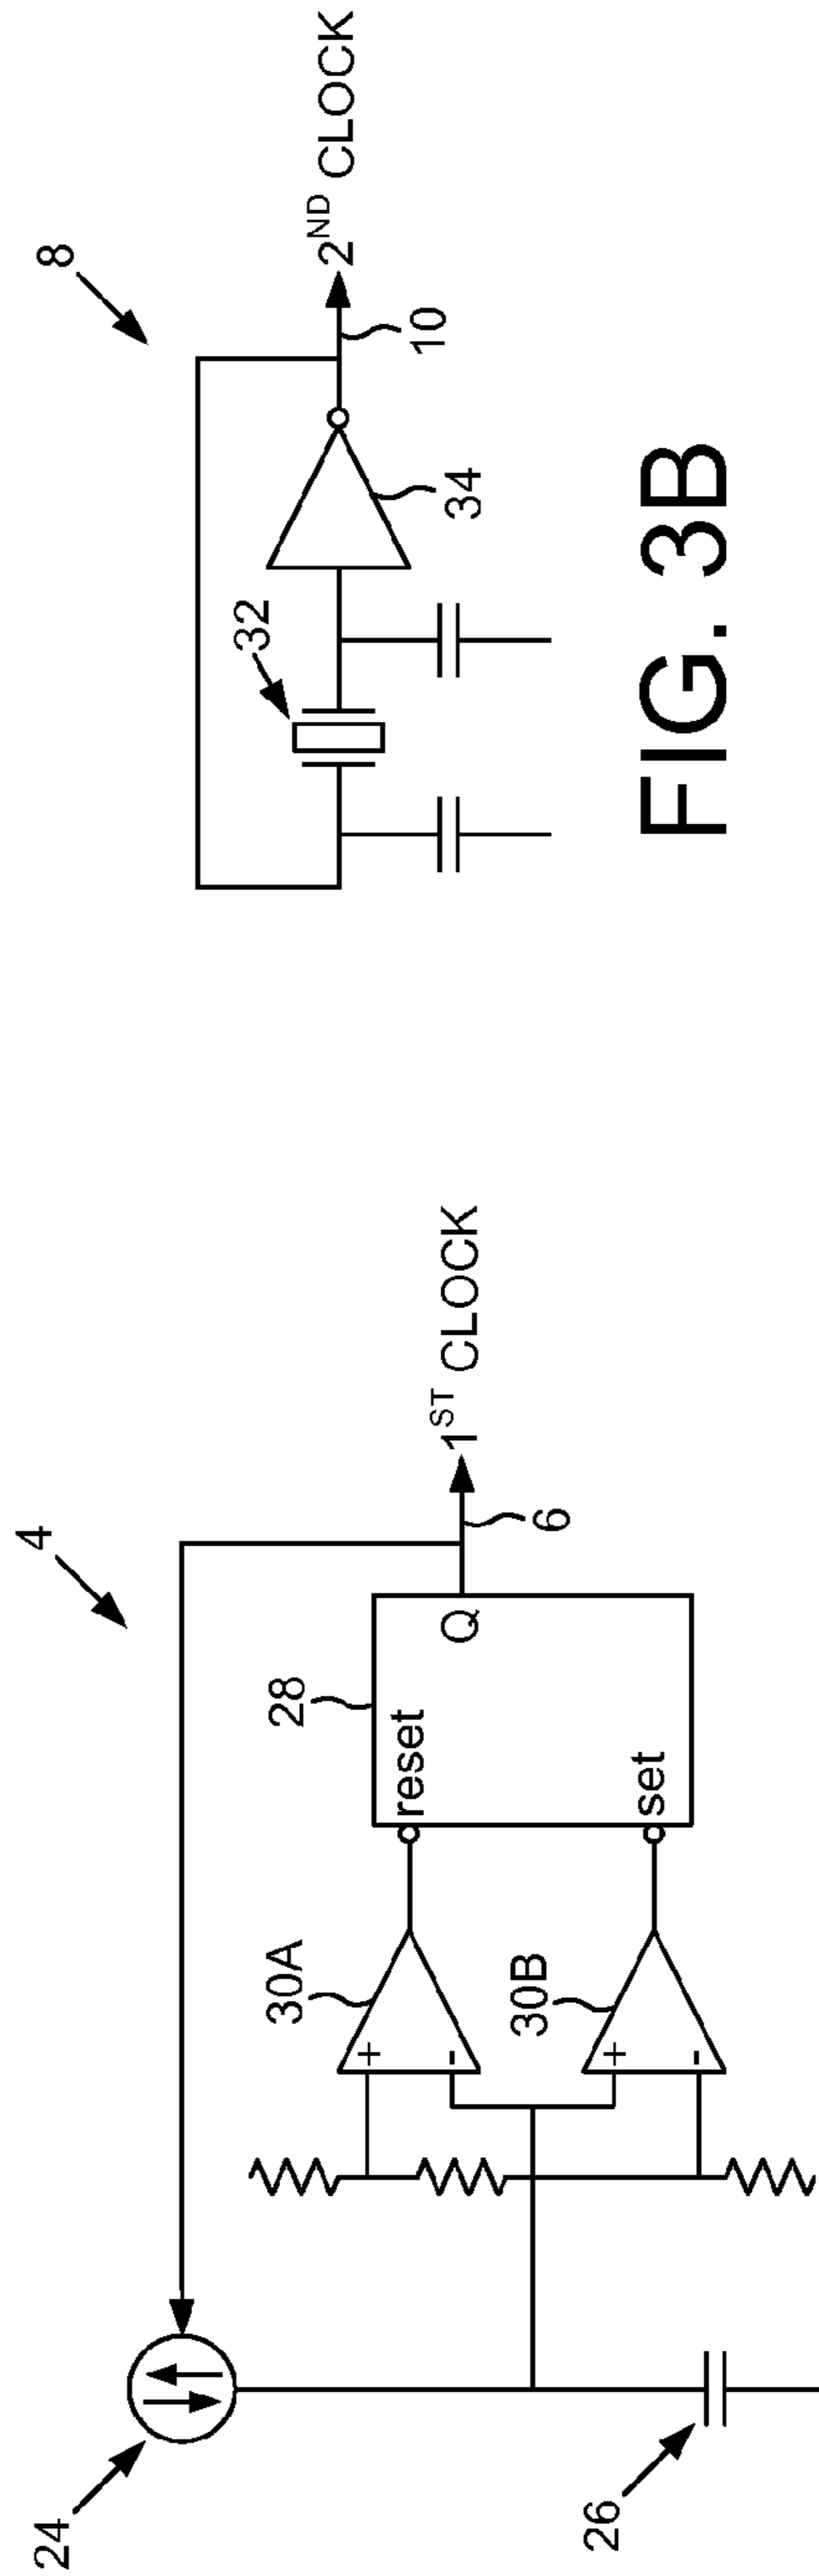 4
24
28
30A
+
-
reset
Q
6
1ST CLOCK
30B
+
-
set
26
8
32
34
10
2ND CLOCK
FIG. 3B